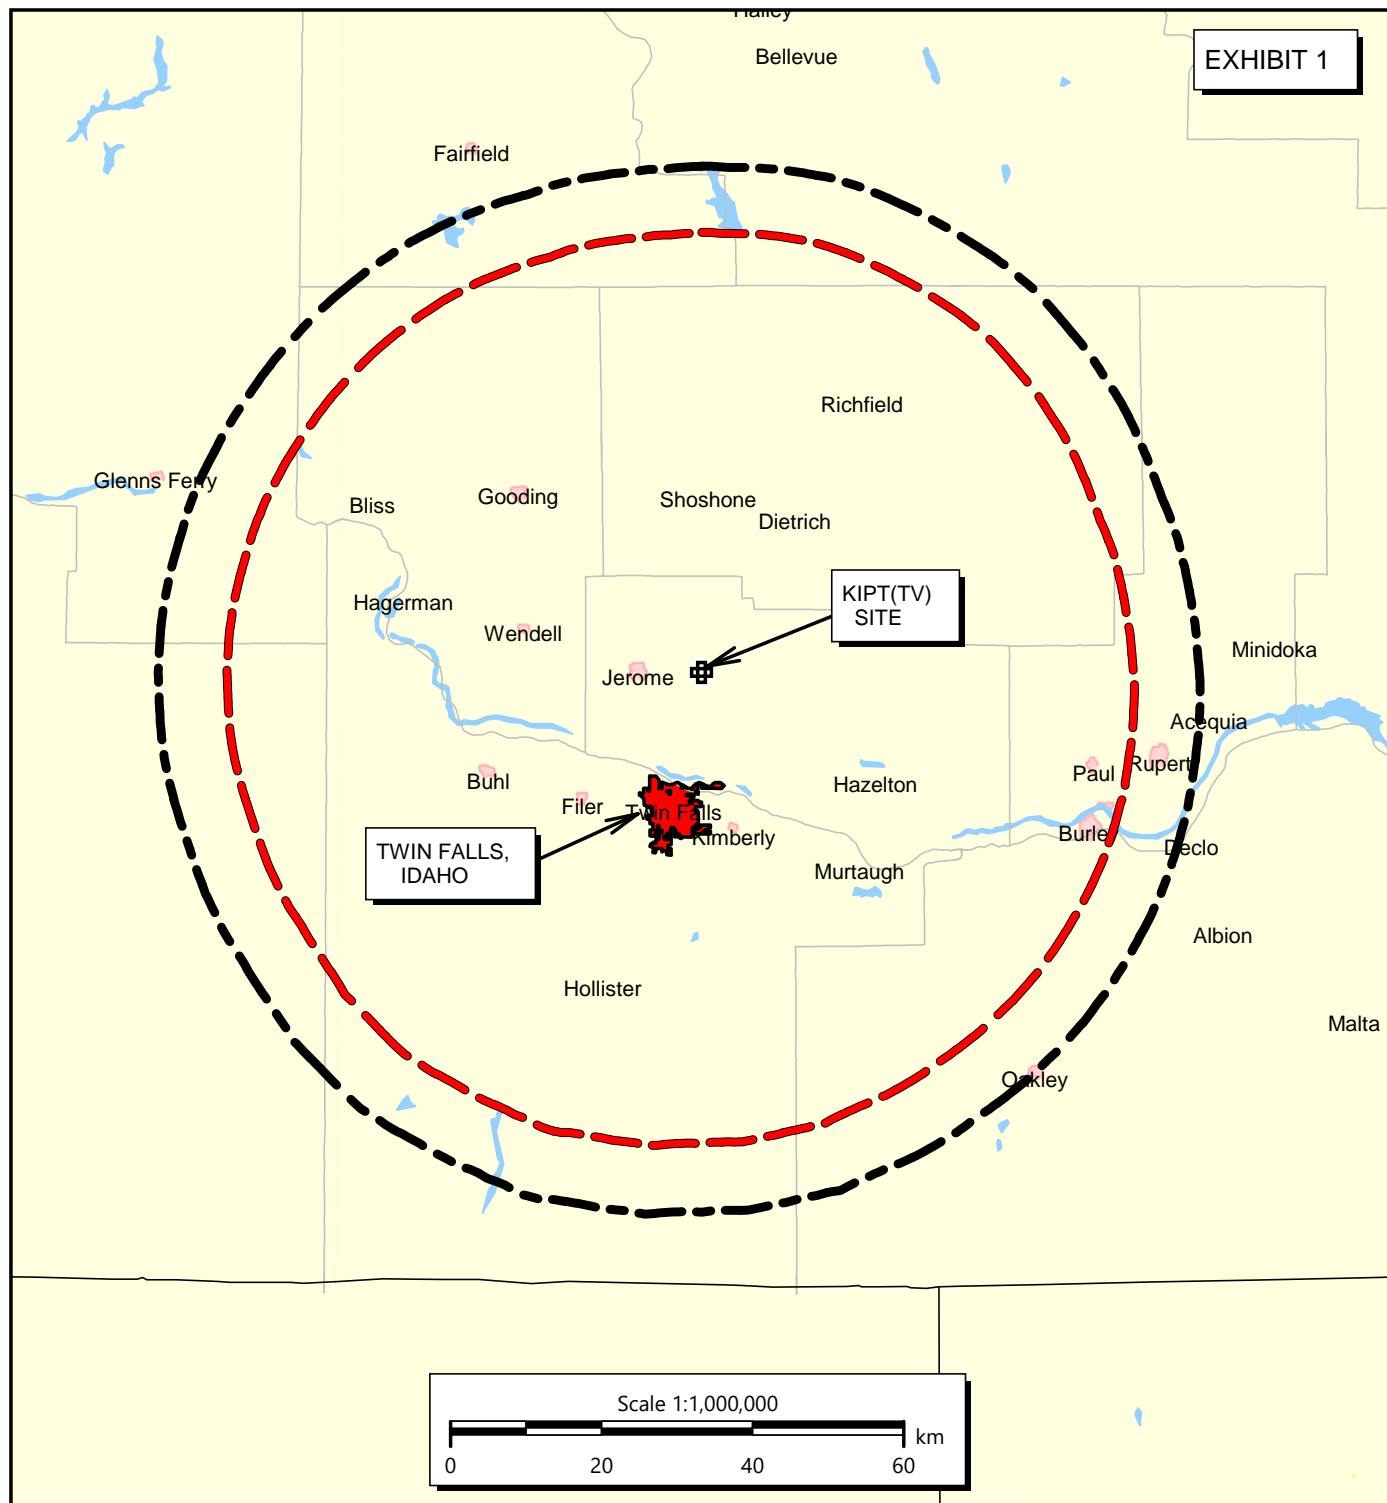 Hailey
Bellevue
EXHIBIT 1
Fairfield
Richfield
Glenns Ferry
Bliss
Gooding
Shoshone
Dietrich
KIPT(TV)
SITE
Hagerman
Wendell
Minidoka
Jerome
Acequia
Rupert
Paul
Buhl
Hazelton
Filer
Twin Falls
Kimberly
Burle
Declo
TWIN FALLS,
IDAHO
Murtaugh
Albion
Hollister
Malta
Oakley
Scale 1:1,000,000
km
0 20 40 60